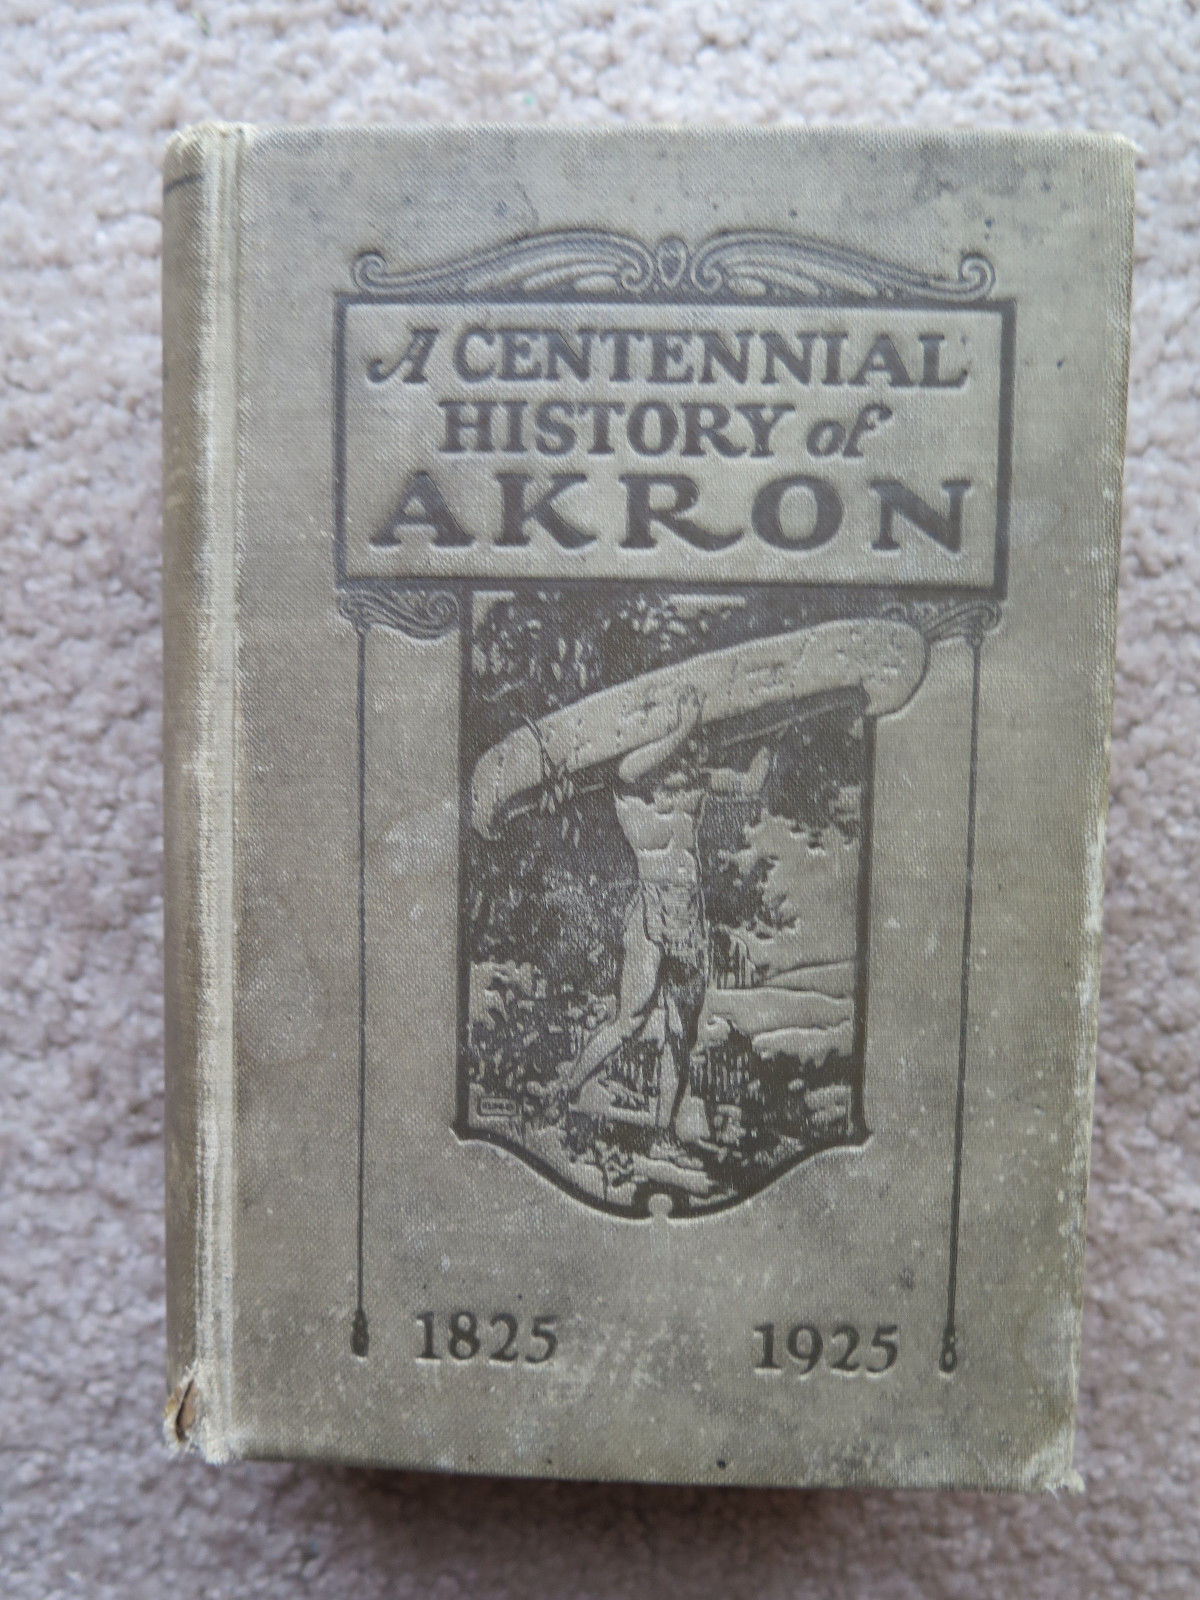 A CENTENNIAL
HISTORY of
AKRON
1825 1925